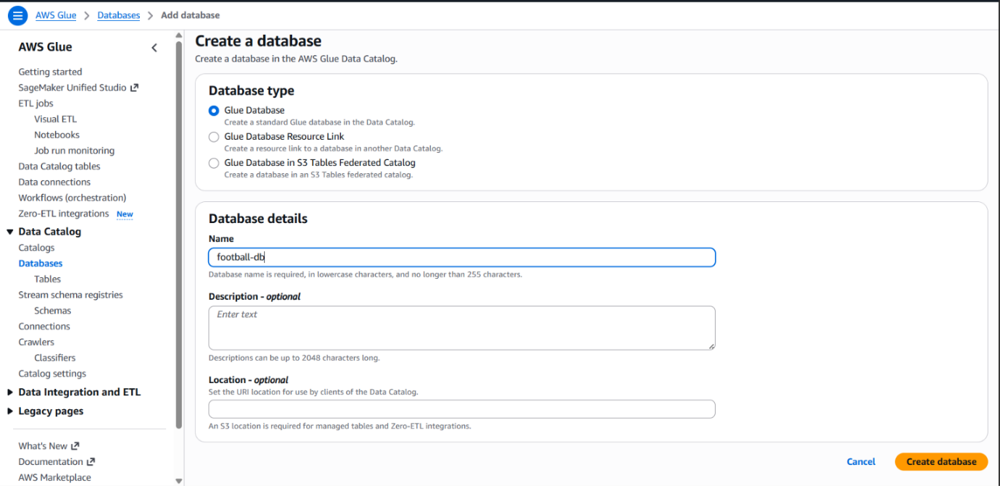 AWS Glue > Databases > Add database
AWS Glue
Getting started
SageMaker Unified Studio
ETL jobs
Visual ETL
Notebooks
Job run monitoring
Data Catalog tables
Data connections
Workflows (orchestration)
Zero-ETL integrations New
Data Catalog
Catalogs
Databases
Tables
Stream schema registries
Schemas
Connections
Crawlers
Classifiers
Catalog settings
Data Integration and ETL
Legacy pages
What's New
Documentation
AWS Marketplace
Create a database
Create a database in the AWS Glue Data Catalog.
Database type
Glue Database
Create a standard Glue database in the Data Catalog.
Glue Database Resource Link
Create a resource link to a database in another Data Catalog.
Glue Database in S3 Tables Federated Catalog
Create a database in an S3 Tables federated catalog.
Database details
Name
football-db
Database name is required, in lowercase characters, and no longer than 255 characters.
Description - optional
Enter text
Descriptions can be up to 2048 characters long.
Location - optional
Set the URI location for use by clients of the Data Catalog.
An S3 location is required for managed tables and Zero-ETL integrations.
Cancel
Create database